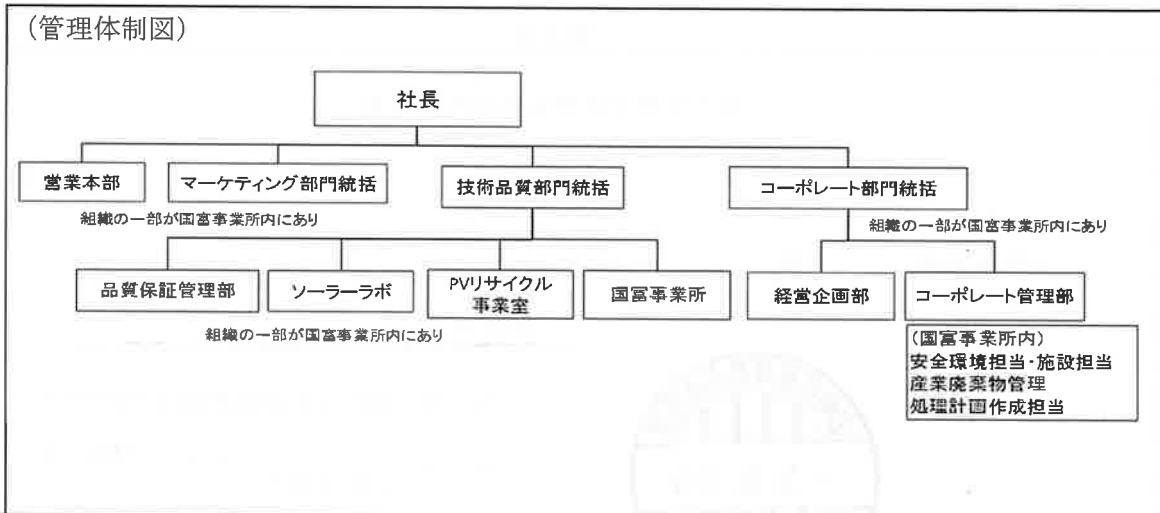 (管理体制図)
社長
営業本部
マーケティング部門統括
技術品質部門統括
コーポレート部門統括
組織の一部が国富事業所内にあり
組織の一部が国富事業所内にあり
品質保証管理部
ソーラーラボ
PVリサイクル
事業室
国富事業所
経営企画部
コーポレート管理部
組織の一部が国富事業所内にあり
(国富事業所内)
安全環境担当・施設担当
産業廃棄物管理
処理計画作成担当